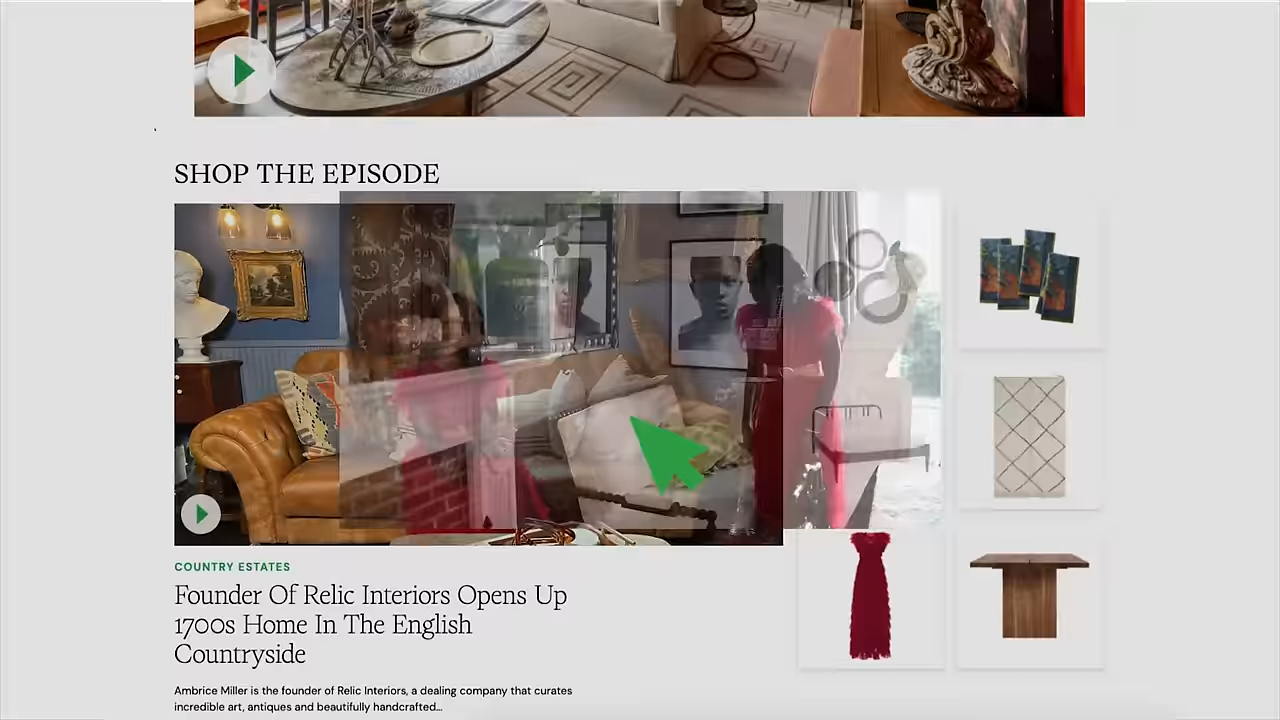 SHOP THE EPISODE
COUNTRY ESTATES
Founder Of Relic Interiors Opens Up
1700s Home In The English
Countryside
Ambrice Miller is the founder of Relic Interiors, a dealing company that curates
incredible art, antiques and beautifully handcrafted...